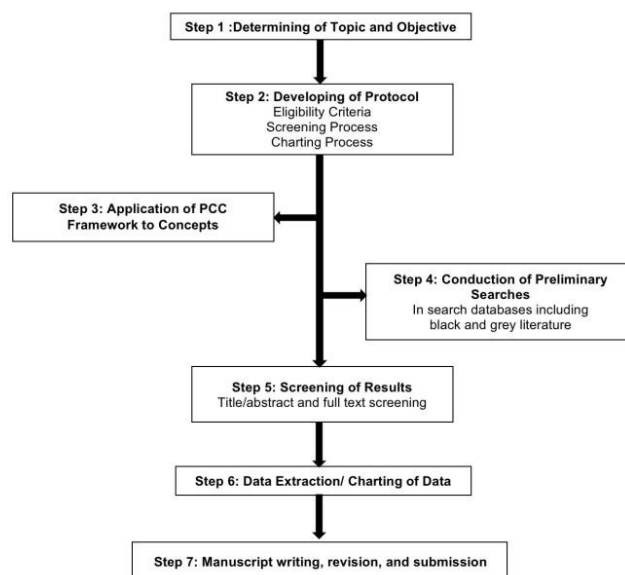 Step 1 :Determining of Topic and Objective
Step 2: Developing of Protocol
Eligibility Criteria
Screening Process
Charting Process
Step 3: Application of PCC
Framework to Concepts
Step 4: Conduction of Preliminary
Searches
In search databases including
black and grey literature
Step 5: Screening of Results
Title/abstract and full text screening
Step 6: Data Extraction/ Charting of Data
Step 7: Manuscript writing, revision, and submission